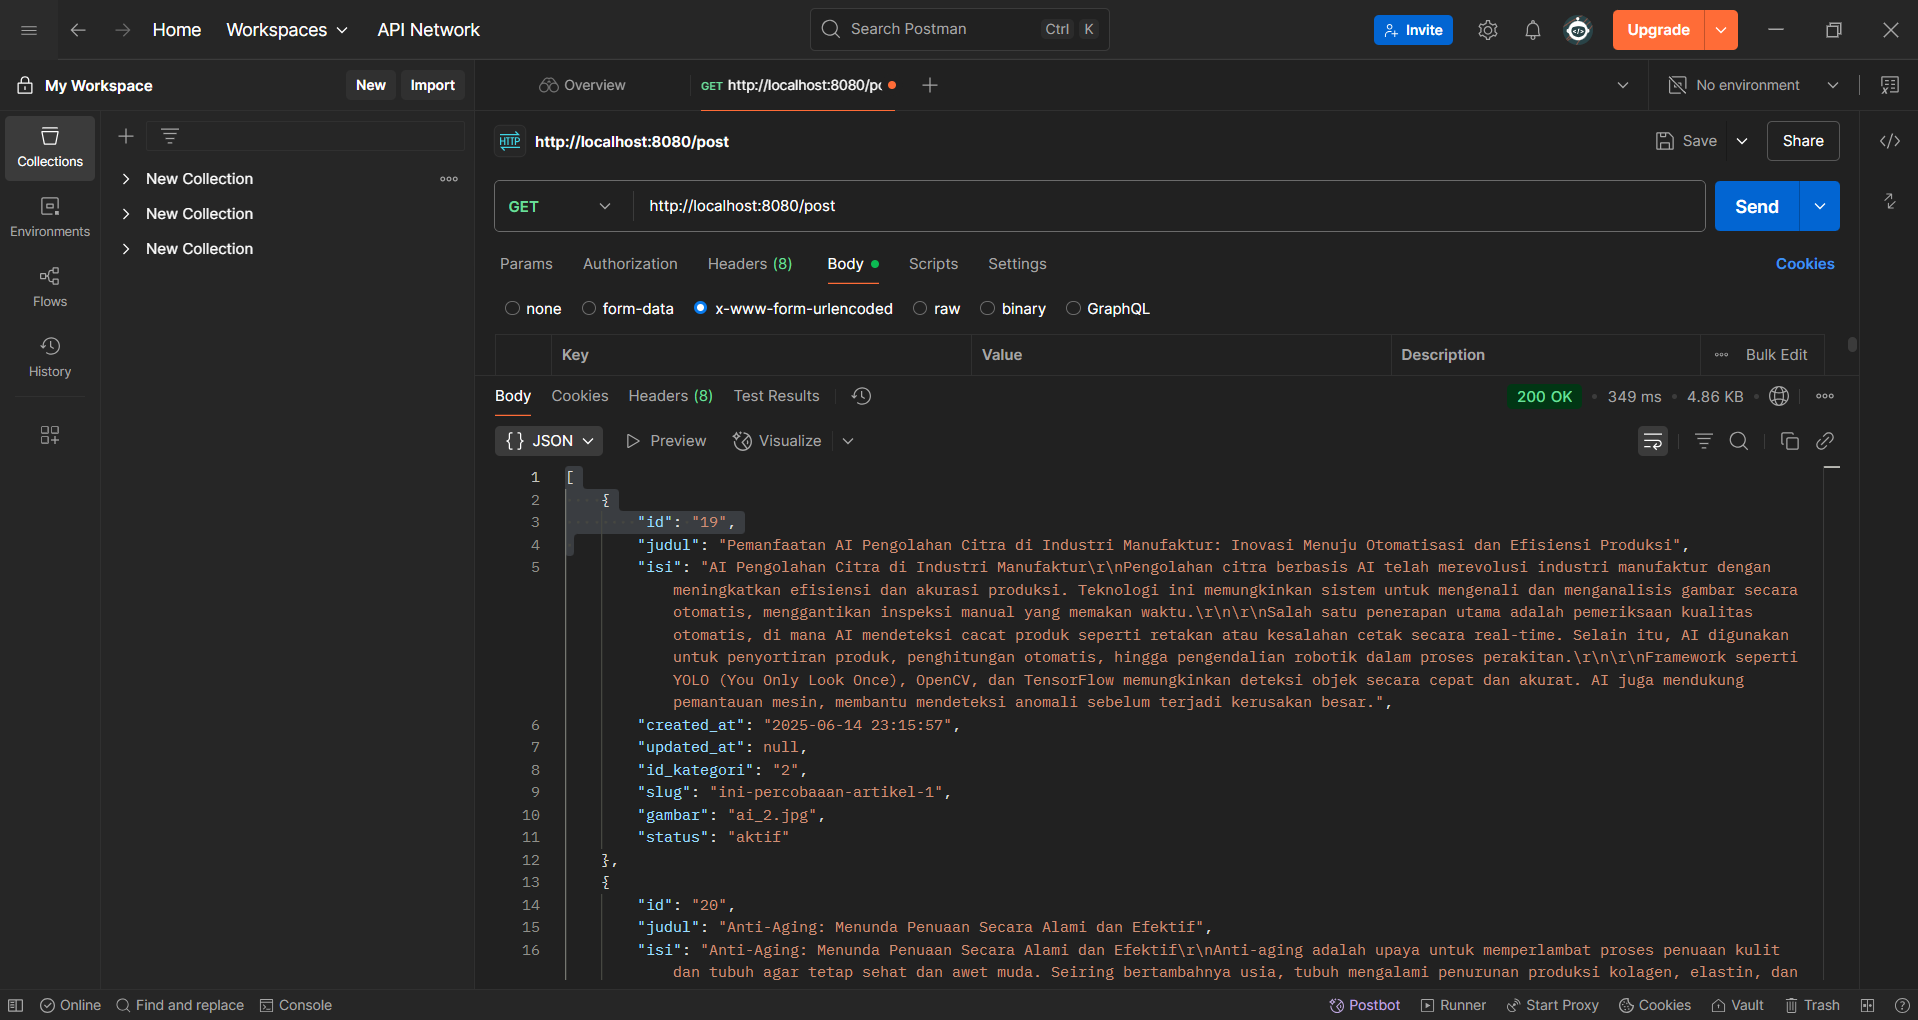 Home Workspaces API Network Search Postman Ctrl K Invite Upgrade
My Workspace New Import Overview GET http://localhost:8080/pc No environment
Collections
Environments
Flows
History
New Collection
New Collection
New Collection
HTTP http://localhost:8080/post Save Share
GET http://localhost:8080/post Send
Params Authorization Headers (8) Body Scripts Settings Cookies
none form-data x-www-form-urlencoded raw binary GraphQL
Key Value Description Bulk Edit
Body Cookies Headers (8) Test Results 200 OK • 349 ms • 4.86 KB •
{} JSON Preview Visualize
1 [
2 {
3 "id": "19",
4 "judul": "Pemanfaatan AI Pengolahan Citra di Industri Manufaktur: Inovasi Menuju Otomatisasi dan Efisiensi Produksi",
5 "isi": "AI Pengolahan Citra di Industri Manufaktur\r\nPengolahan citra berbasis AI telah merevolusi industri manufaktur dengan
meningkatkan efisiensi dan akurasi produksi. Teknologi ini memungkinkan sistem untuk mengenali dan menganalisis gambar secara
otomatis, menggantikan inspeksi manual yang memakan waktu.\r\n\r\nSalah satu penerapan utama adalah pemeriksaan kualitas
otomatis, di mana AI mendeteksi cacat produk seperti retakan atau kesalahan cetak secara real-time. Selain itu, AI digunakan
untuk penyortiran produk, penghitungan otomatis, hingga pengendalian robotik dalam proses perakitan.\r\n\r\nFramework seperti
YOLO (You Only Look Once), OpenCV, dan TensorFlow memungkinkan deteksi objek secara cepat dan akurat. AI juga mendukung
pemantauan mesin, membantu mendeteksi anomali sebelum terjadi kerusakan besar.",
6 "created_at": "2025-06-14 23:15:57",
7 "updated_at": null,
8 "id_kategori": "2",
9 "slug": "ini-percobaaan-artikel-1",
10 "gambar": "ai_2.jpg",
11 "status": "aktif"
12 },
13 {
14 "id": "20",
15 "judul": "Anti-Aging: Menunda Penuaan Secara Alami dan Efektif",
16 "isi": "Anti-Aging: Menunda Penuaan Secara Alami dan Efektif\r\nAnti-aging adalah upaya untuk memperlambat proses penuaan kulit
dan tubuh agar tetap sehat dan awet muda. Seiring bertambahnya usia, tubuh mengalami penurunan produksi kolagen, elastin, dan
Online Find and replace Console Postbot Runner Start Proxy Cookies Vault Trash